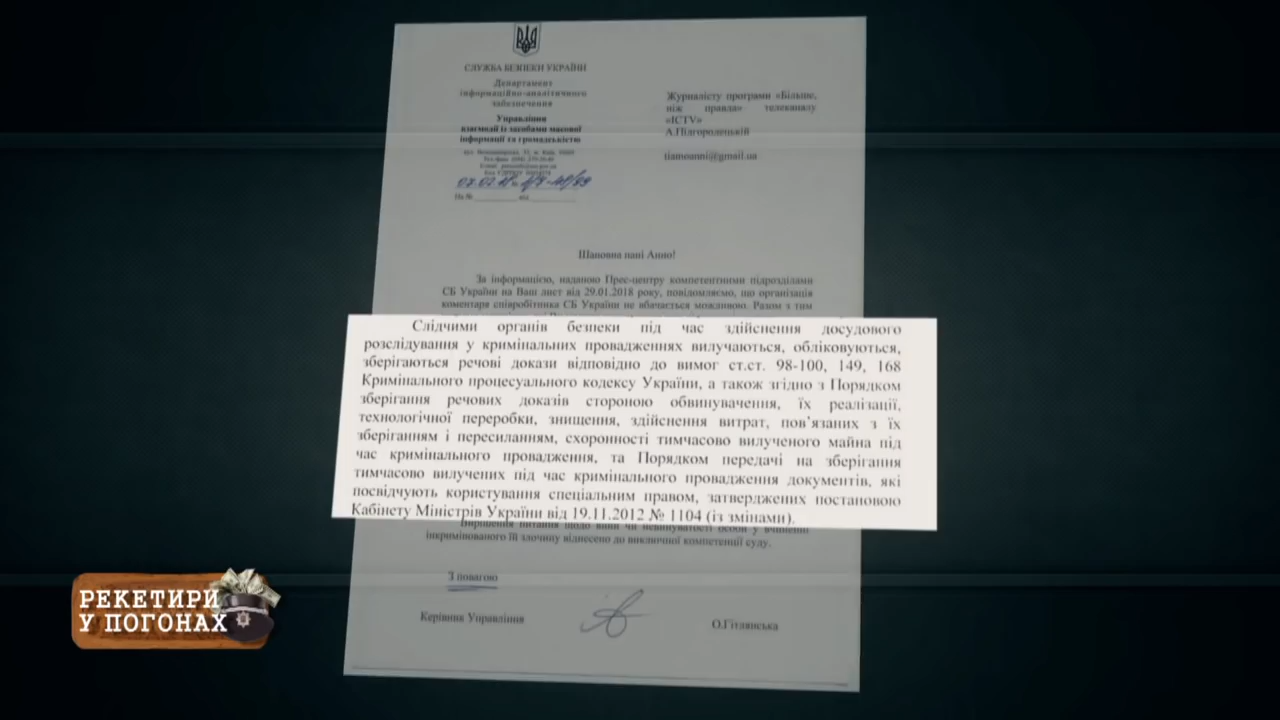 СЛУЖБА БЕЗПЕКИ УКРАЇНИ
Департамент
інформаційно-аналітичного
забезпечення
Управління
взаємодії із засобами масової
інформації та громадськістю
На №
від
Журналісту програми «Більше,
ніж правда» телеканалу
«ICTV»
А.Підгородецькій
Шановна пані Анно!
За інформацією, наданою Прес-центру компетентними підрозділами
СБ України на Ваш лист від 29.01.2018 року, повідомляємо, що організація
коментаря співробітника СБ України не вбачається можливою. Разом з тим
Слідчими органів безпеки під час здійснення досудового
розслідування у кримінальних провадженнях вилучаються, обліковуються,
зберігаються речові докази відповідно до вимог ст.ст. 98-100, 149, 168
Кримінального процесуального кодексу України, а також згідно з Порядком
зберігання речових доказів стороною обвинувачення, їх реалізації,
технологічної переробки, знищення, здійснення витрат, пов’язаних з їх
зберіганням і пересиланням, схоронності тимчасово вилученого майна під
час кримінального провадження, та Порядком передачі на зберігання
тимчасово вилучених під час кримінального провадження документів, які
посвідчують користування спеціальним правом, затверджених постановою
Кабінету Міністрів України від 19.11.2012 № 1104 (із змінами).
Вирішення питання щодо вини чи невинуватості особи у вчиненні
інкримінованого їй злочину віднесено до виключної компетенції суду.
З повагою
Керівник Управління
О.Гітлянська
РЕКЕТИРИ
У ПОГОНАХ